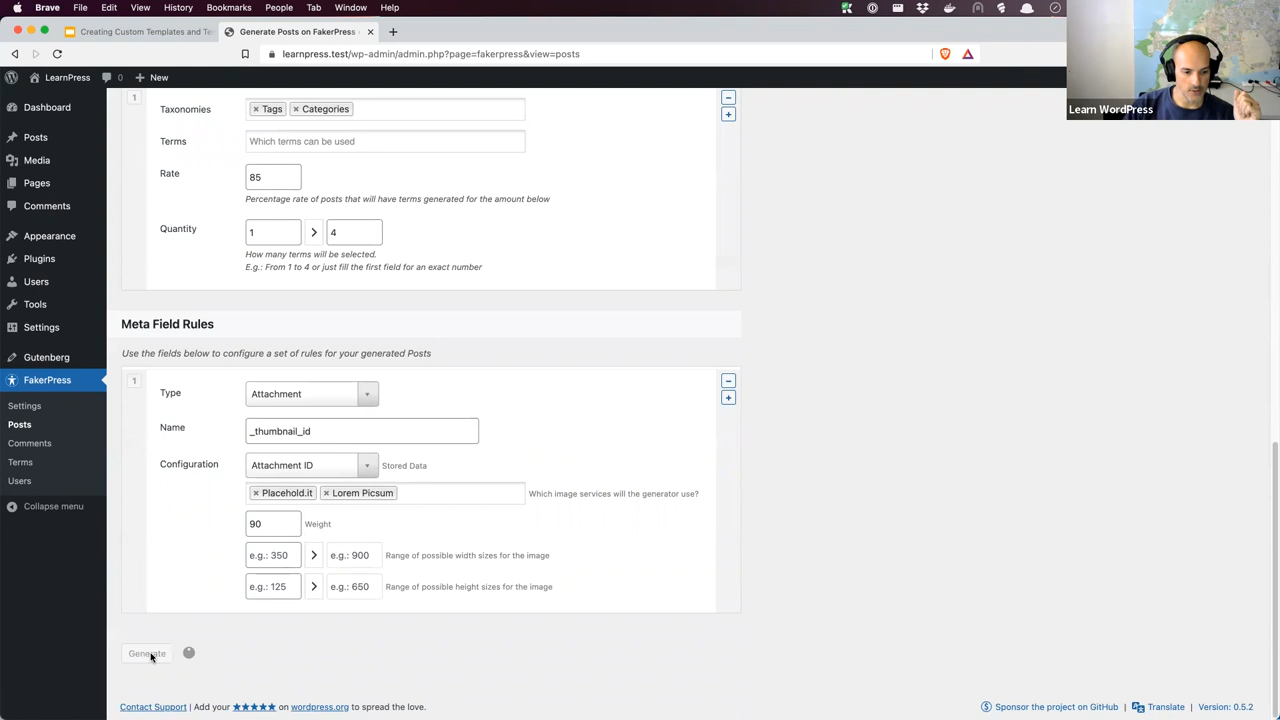 Brave File Edit View History Bookmarks People Tab Window Help
Creating Custom Templates and Te
Generate Posts on FakerPress
learnpress.test/wp-admin/admin.php?page=fakerpress&view=posts
Learn WordPress
LearnPress 0 New
Dashboard
Posts
Media
Pages
Comments
Appearance
Plugins
Users
Tools
Settings
Gutenberg
FakerPress
Settings
Posts
Comments
Terms
Users
Collapse menu
1
Taxonomies × Tags × Categories
Terms Which terms can be used
Rate 85
Percentage rate of posts that will have terms generated for the amount below
Quantity 1 4
How many terms will be selected.
E.g.: From 1 to 4 or just fill the first field for an exact number
Meta Field Rules
Use the fields below to configure a set of rules for your generated Posts
1
Type Attachment
Name _thumbnail_id
Configuration Attachment ID Stored Data
× Placehold.it × Lorem Picsum Which image services will the generator use?
90 Weight
e.g.: 350 e.g.: 900 Range of possible width sizes for the image
e.g.: 125 e.g.: 650 Range of possible height sizes for the image
Generate
Contact Support | Add your ★★★★★ on wordpress.org to spread the love.
Sponsor the project on GitHub | Translate | Version: 0.5.2